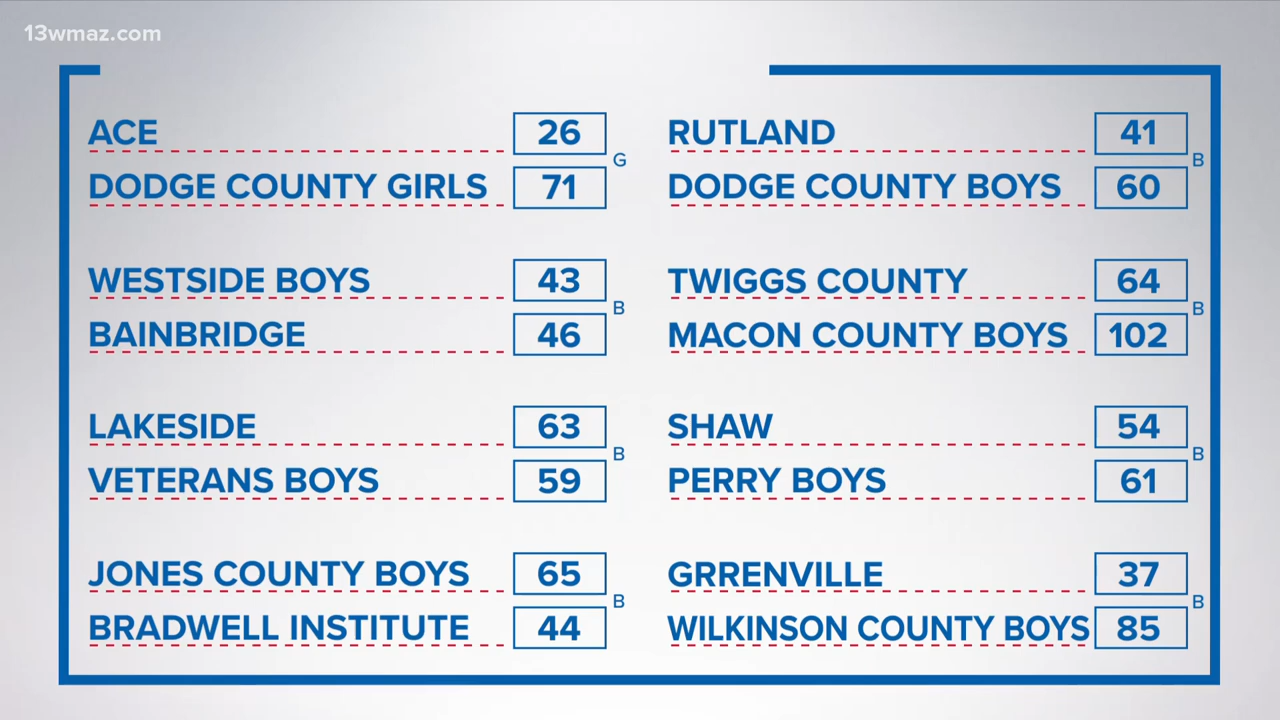 13wmaz.com
ACE 26
G
DODGE COUNTY GIRLS 71
WESTSIDE BOYS 43
B
BAINBRIDGE 46
LAKESIDE 63
B
VETERANS BOYS 59
JONES COUNTY BOYS 65
B
BRADWELL INSTITUTE 44
RUTLAND 41
B
DODGE COUNTY BOYS 60
TWIGGS COUNTY 64
B
MACON COUNTY BOYS 102
SHAW 54
B
PERRY BOYS 61
GRRENVILLE 37
B
WILKINSON COUNTY BOYS 85